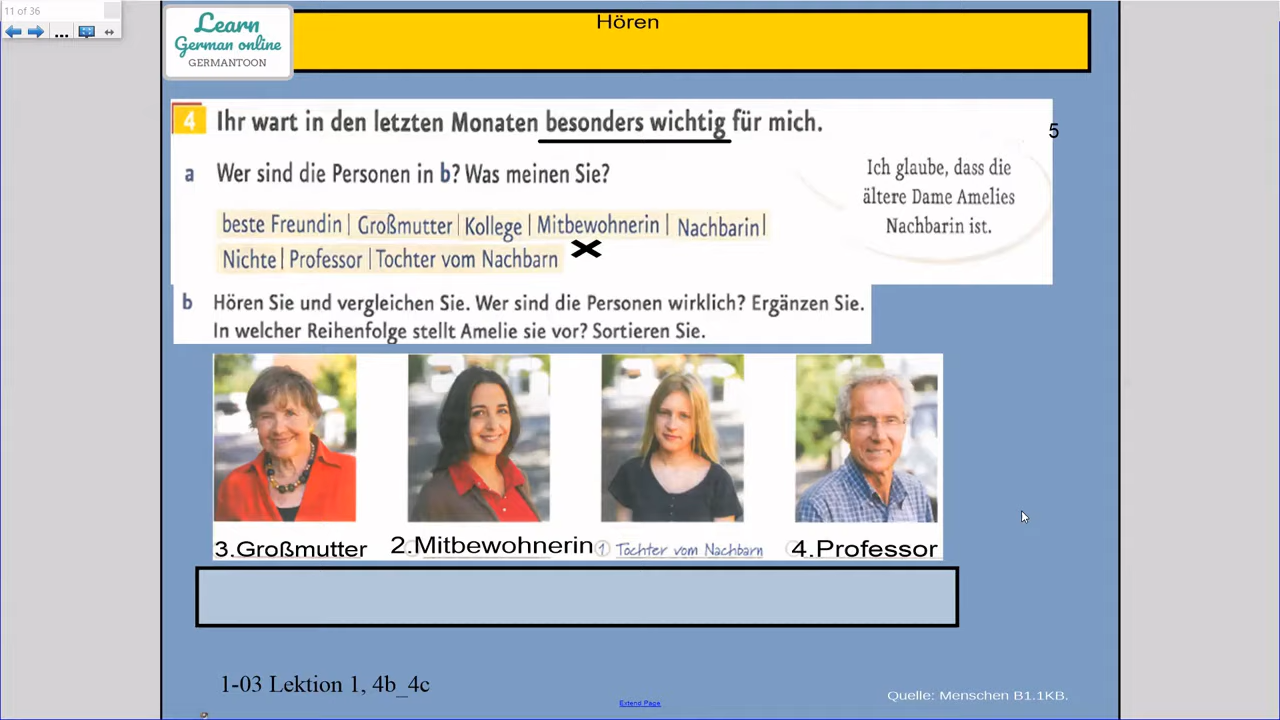 11 of 36
Learn
German online
GERMANTOON
Hören
4 Ihr wart in den letzten Monaten besonders wichtig für mich.
5
a Wer sind die Personen in b? Was meinen Sie?
beste Freundin | Großmutter | Kollege | Mitbewohnerin | Nachbarin |
Nichte | Professor | Tochter vom Nachbarn
Ich glaube, dass die
ältere Dame Amelies
Nachbarin ist.
b Hören Sie und vergleichen Sie. Wer sind die Personen wirklich? Ergänzen Sie.
In welcher Reihenfolge stellt Amelie sie vor? Sortieren Sie.
3.Großmutter
2.Mitbewohnerin
① Tochter vom Nachbarn
4.Professor
1-03 Lektion 1, 4b_4c
Quelle: Menschen B1.1KB.
Extend Page